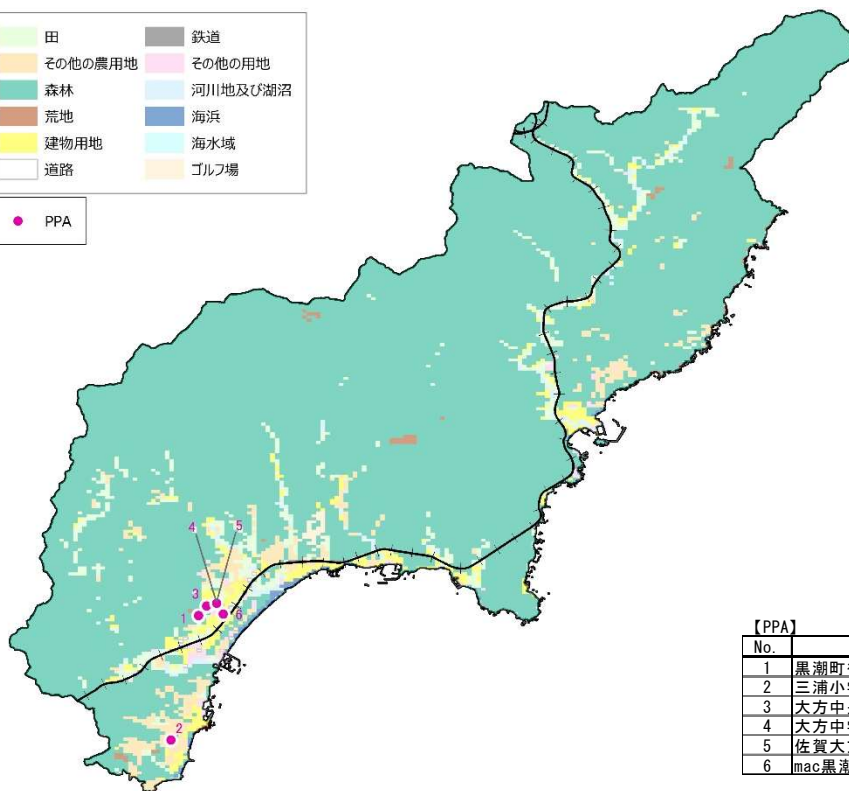 田
鉄道
その他の農用地
その他の用地
森林
河川地及び湖沼
荒地
海浜
建物用地
海水域
道路
ゴルフ場
PPA
4
5
3
1
6
2
【PPA】
No.
1 黒潮町
2 三浦小
3 大方中
4 大方中
5 佐賀大
6 mac黒潮